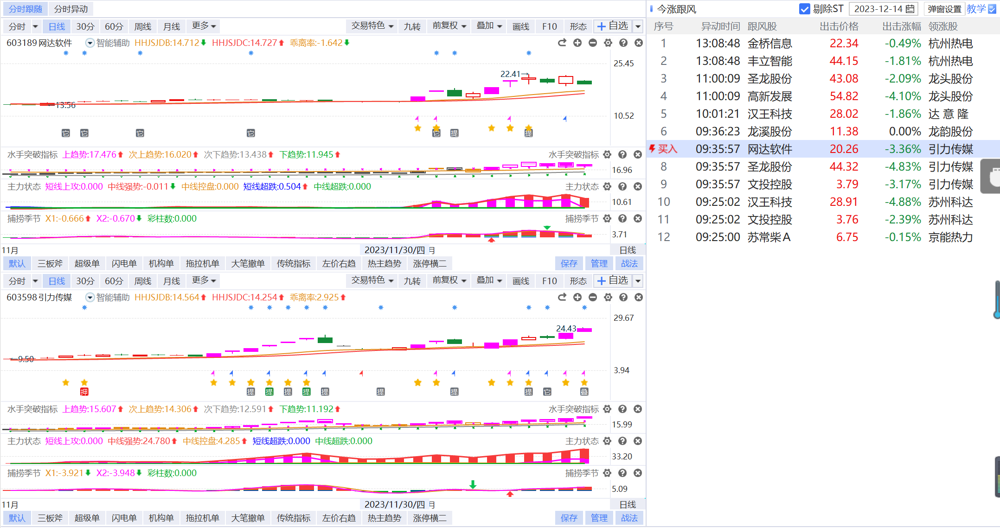 分时跟随 分时异动
分时 日线 30分 60分 周线 月线 更多 交易特色 九转 前复权 叠加 画线 F10 形态 自选
603189 网达软件 智能辅助 HHJSJDB:14.712 HHJSJDC:14.727 乖离率:-1.642
25.45
22.41
13.56
10.52
它 它 它 它 它 提 提
水手突破指标 上趋势:17.476 次上趋势:16.020 次下趋势:13.438 下趋势:11.945 水手突破指标
16.96
主力状态 短线上攻:0.000 中线强势:-0.011 中线控盘:0.000 短线超跌:0.504 中线超跌:0.000 主力状态
10.61
捕捞季节 X1:-0.666 X2:-0.670 彩柱数:0.000 捕捞季节
3.71
11月 2023/11/30/四 月 日线
默认 三板斧 超级单 闪电单 机构单 拖拉机单 大笔撤单 传统指标 左价右趋 热主趋势 涨停横二 保存 管理 战法
分时 日线 30分 60分 周线 月线 更多 交易特色 九转 前复权 叠加 画线 F10 形态 自选
603598 引力传媒 智能辅助 HHJSJDB:14.564 HHJSJDC:14.254 乖离率:2.925
29.67
24.43
9.50
3.94
押 提 提 提 提 提 提 提 提 它 叠
水手突破指标 上趋势:15.607 次上趋势:14.306 次下趋势:12.591 下趋势:11.192 水手突破指标
15.99
主力状态 短线上攻:0.000 中线强势:24.780 中线控盘:4.285 短线超跌:0.000 中线超跌:0.000 主力状态
33.20
捕捞季节 X1:-3.921 X2:-3.948 彩柱数:0.000 捕捞季节
5.09
11月 2023/11/30/四 月 日线
默认 三板斧 超级单 闪电单 机构单 拖拉机单 大笔撤单 传统指标 左价右趋 热主趋势 涨停横二 保存 管理 战法
今涨跟风 剔除ST 2023-12-14 弹窗设置 教学
序号 异动时间 跟风股 出击价格 出击涨幅 领涨股
1 13:08:48 金桥信息 22.34 -0.49% 杭州热电
2 13:08:48 丰立智能 44.15 -1.81% 杭州热电
3 11:00:09 圣龙股份 43.08 -2.09% 龙头股份
4 11:00:09 高新发展 54.82 -4.10% 龙头股份
5 10:01:21 汉王科技 28.02 -1.86% 达 意 隆
6 09:36:23 龙溪股份 11.38 0.00% 龙韵股份
买入 09:35:57 网达软件 20.26 -3.36% 引力传媒
8 09:35:57 圣龙股份 44.32 -4.83% 引力传媒
9 09:35:57 文投控股 3.79 -3.17% 引力传媒
10 09:25:02 汉王科技 28.91 -4.88% 苏州科达
11 09:25:02 文投控股 3.76 -2.39% 苏州科达
12 09:25:00 苏常柴A 6.75 -0.15% 京能热力